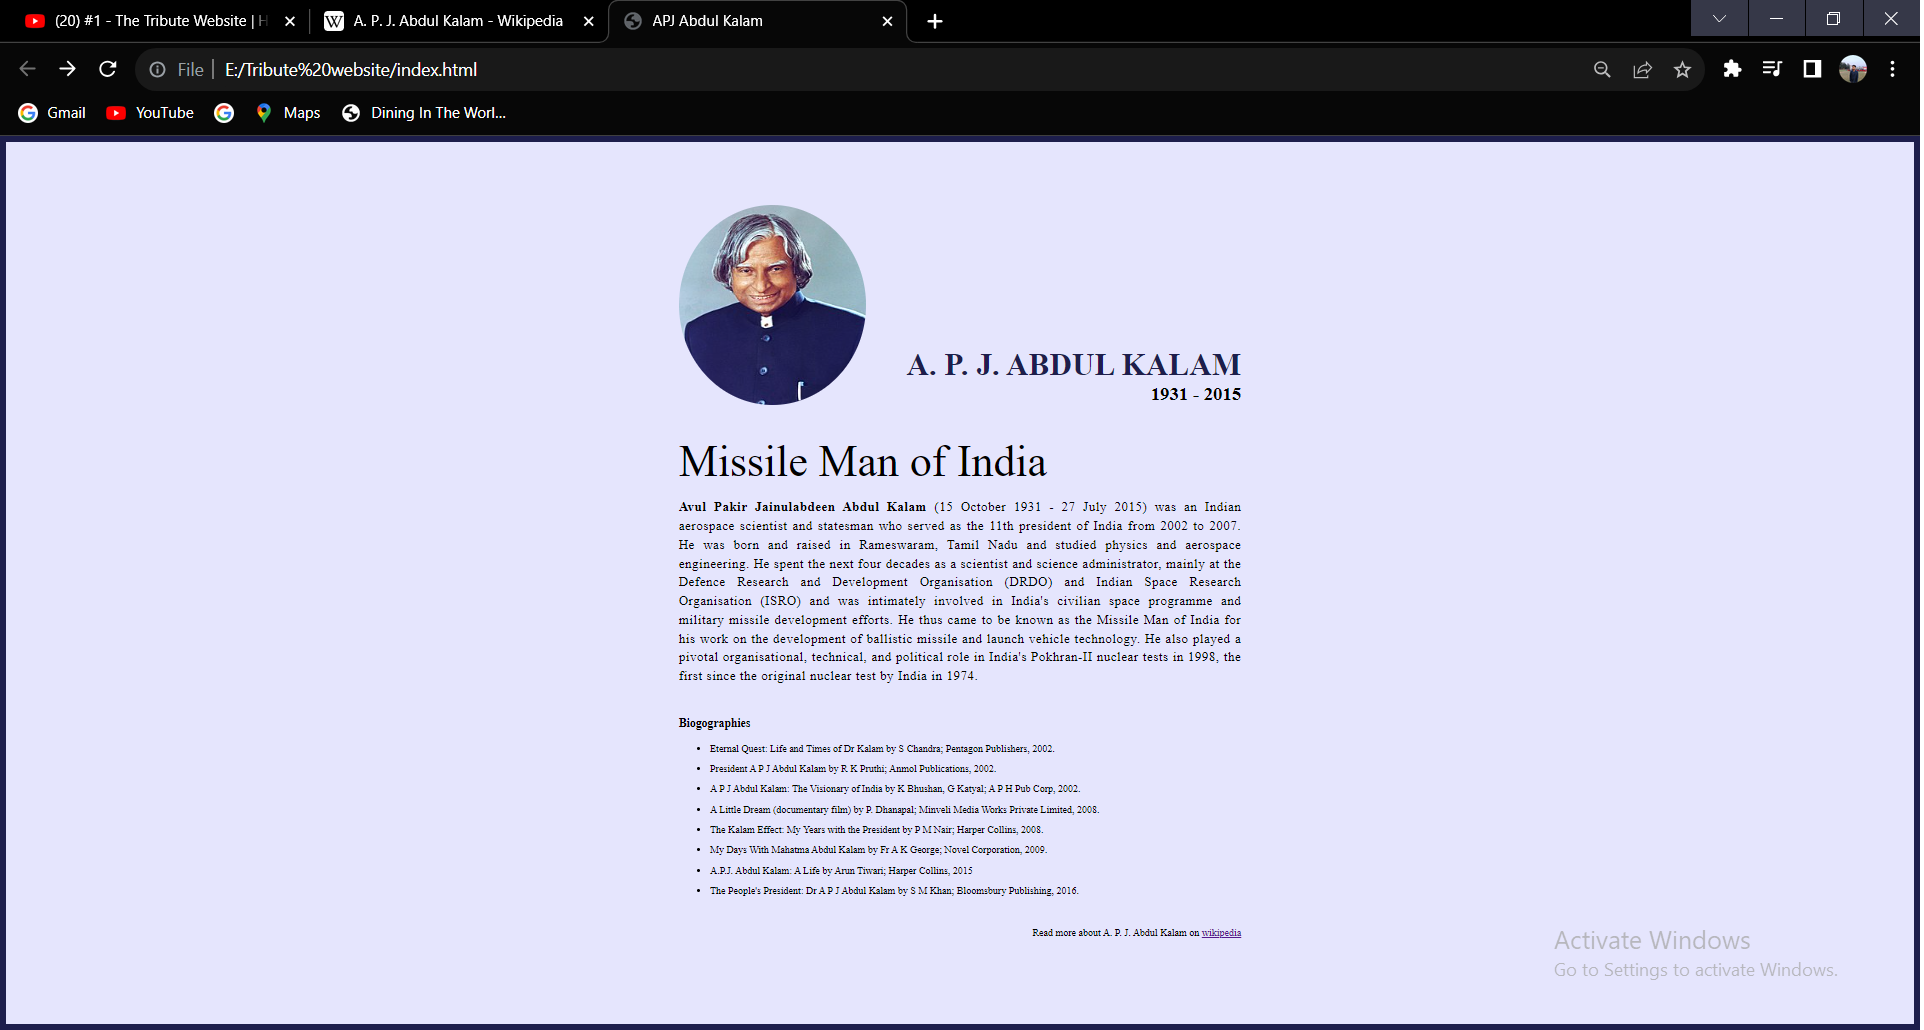 (20) #1 - The Tribute Website | H
A. P. J. Abdul Kalam - Wikipedia
APJ Abdul Kalam
File | E:/Tribute%20website/index.html
Gmail
YouTube
Maps
Dining In The Worl...
A. P. J. ABDUL KALAM
1931 - 2015
Missile Man of India
Avul Pakir Jainulabdeen Abdul Kalam (15 October 1931 - 27 July 2015) was an Indian
aerospace scientist and statesman who served as the 11th president of India from 2002 to 2007.
He was born and raised in Rameswaram, Tamil Nadu and studied physics and aerospace
engineering. He spent the next four decades as a scientist and science administrator, mainly at the
Defence Research and Development Organisation (DRDO) and Indian Space Research
Organisation (ISRO) and was intimately involved in India's civilian space programme and
military missile development efforts. He thus came to be known as the Missile Man of India for
his work on the development of ballistic missile and launch vehicle technology. He also played a
pivotal organisational, technical, and political role in India's Pokhran-II nuclear tests in 1998, the
first since the original nuclear test by India in 1974.
Biogographies
• Eternal Quest: Life and Times of Dr Kalam by S Chandra; Pentagon Publishers, 2002.
• President A P J Abdul Kalam by R K Pruthi; Anmol Publications, 2002.
• A P J Abdul Kalam: The Visionary of India by K Bhushan, G Katyal; A P H Pub Corp, 2002.
• A Little Dream (documentary film) by P. Dhanapal; Minveli Media Works Private Limited, 2008.
• The Kalam Effect: My Years with the President by P M Nair; Harper Collins, 2008.
• My Days With Mahatma Abdul Kalam by Fr A K George; Novel Corporation, 2009.
• A.P.J. Abdul Kalam: A Life by Arun Tiwari; Harper Collins, 2015
• The People's President: Dr A P J Abdul Kalam by S M Khan; Bloomsbury Publishing, 2016.
Read more about A. P. J. Abdul Kalam on wikipedia
Activate Windows
Go to Settings to activate Windows.